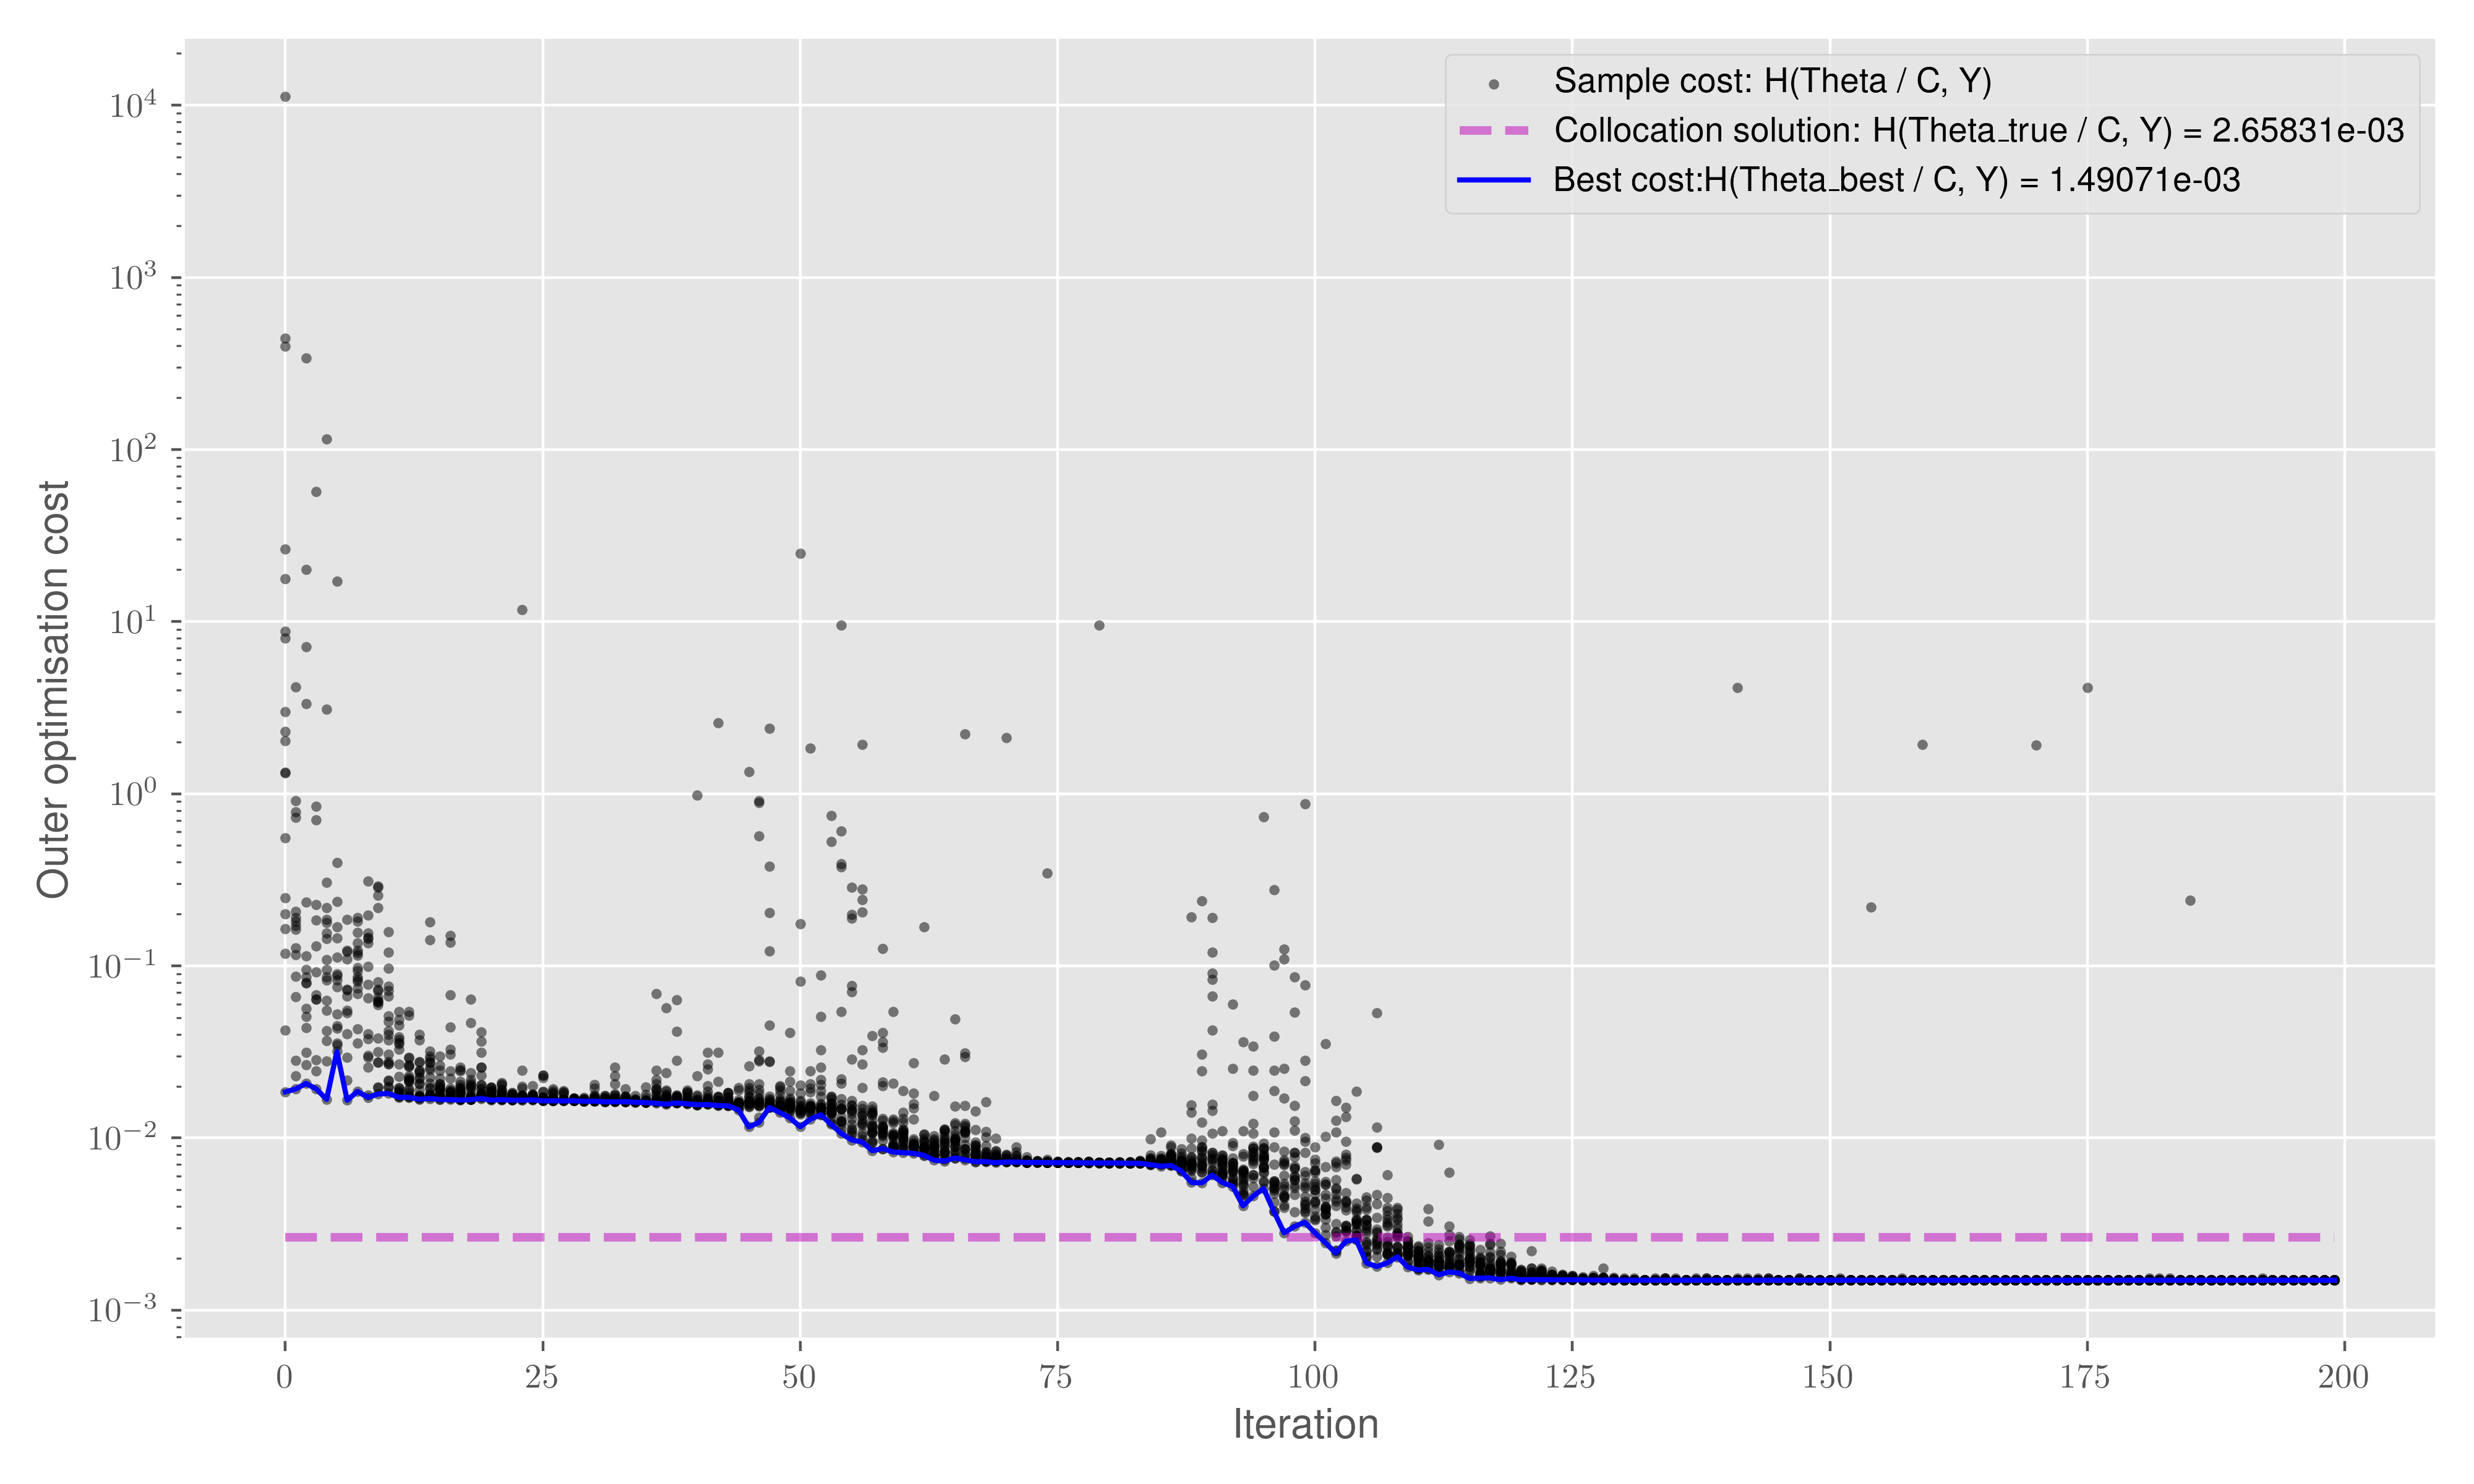 Sample cost: H(Theta / C, Y)
Collocation solution: H(Theta_true / C, Y) = 2.65831e-03
Best cost:H(Theta_best / C, Y) = 1.49071e-03
Outer optimisation cost
10^4
10^3
10^2
10^1
10^0
10^−1
10^−2
10^−3
0 25 50 75 100 125 150 175 200
Iteration